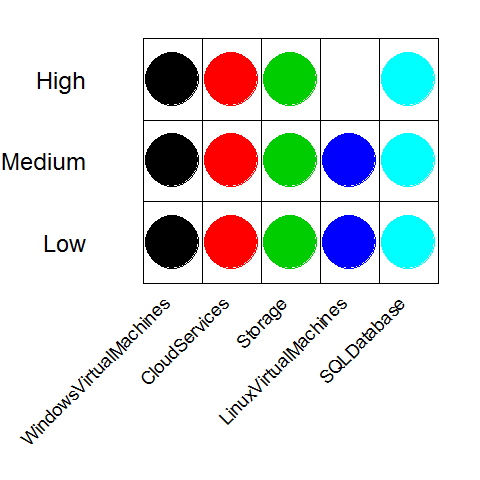 High
Medium
Low
WindowsVirtualMachines
CloudServices
Storage
LinuxVirtualMachines
SQLDatabase